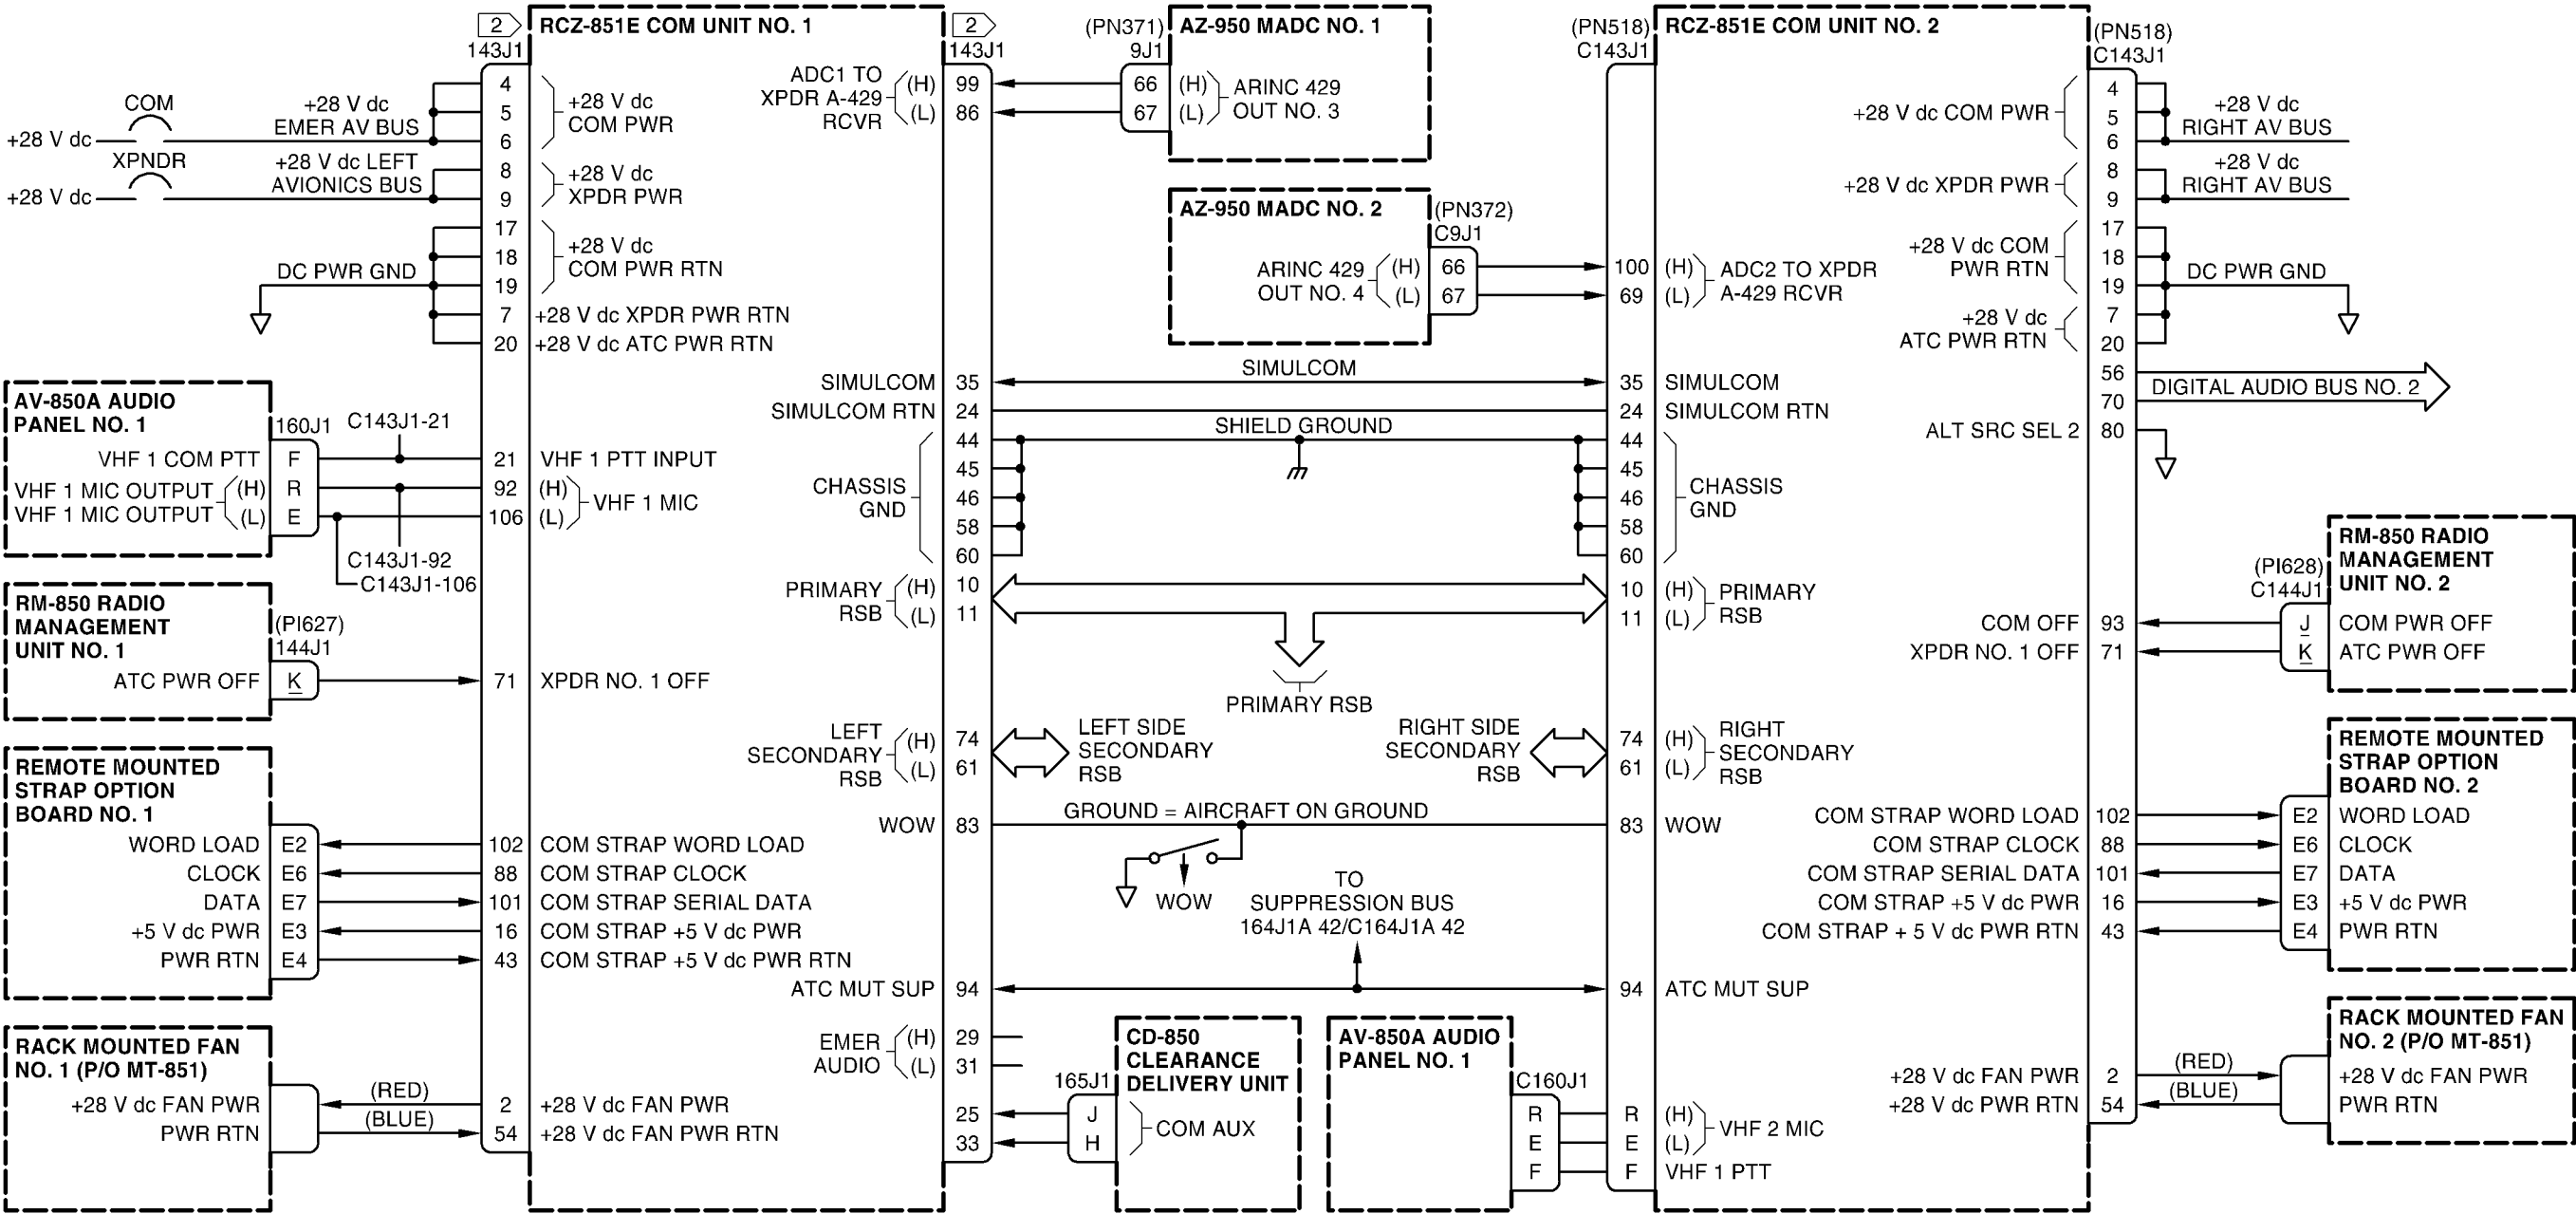 2
143J1
RCZ-851E COM UNIT NO. 1
2
143J1
COM
+28 V dc
+28 V dc
EMER AV BUS
XPNDR
+28 V dc
+28 V dc LEFT
AVIONICS BUS
4
5
6
+28 V dc
COM PWR
8
9
+28 V dc
XPDR PWR
17
18
19
+28 V dc
COM PWR RTN
DC PWR GND
7
+28 V dc XPDR PWR RTN
20
+28 V dc ATC PWR RTN
AV-850A AUDIO
PANEL NO. 1
160J1
C143J1-21
VHF 1 COM PTT
F
21
VHF 1 PTT INPUT
VHF 1 MIC OUTPUT
(H)
R
92
(H)
VHF 1 MIC OUTPUT
(L)
E
106
(L)
VHF 1 MIC
C143J1-92
C143J1-106
RM-850 RADIO
MANAGEMENT
UNIT NO. 1
(PI627)
144J1
ATC PWR OFF
K
71
XPDR NO. 1 OFF
REMOTE MOUNTED
STRAP OPTION
BOARD NO. 1
WORD LOAD
E2
102
COM STRAP WORD LOAD
CLOCK
E6
88
COM STRAP CLOCK
DATA
E7
101
COM STRAP SERIAL DATA
+5 V dc PWR
E3
16
COM STRAP +5 V dc PWR
PWR RTN
E4
43
COM STRAP +5 V dc PWR RTN
RACK MOUNTED FAN
NO. 1 (P/O MT-851)
+28 V dc FAN PWR
(RED)
2
+28 V dc FAN PWR
PWR RTN
(BLUE)
54
+28 V dc FAN PWR RTN
ADC1 TO
XPDR A-429
RCVR
(H)
(L)
99
86
(PN371)
9J1
AZ-950 MADC NO. 1
66
67
(H)
(L)
ARINC 429
OUT NO. 3
AZ-950 MADC NO. 2
(PN372)
C9J1
ARINC 429
OUT NO. 4
(H)
(L)
66
67
100
69
(H)
(L)
ADC2 TO XPDR
A-429 RCVR
SIMULCOM
35
SIMULCOM
35
SIMULCOM
SIMULCOM RTN
24
24
SIMULCOM RTN
SHIELD GROUND
CHASSIS
GND
44
45
46
58
60
44
45
46
58
60
CHASSIS
GND
PRIMARY
RSB
(H)
(L)
10
11
PRIMARY RSB
10
11
(H)
(L)
PRIMARY
RSB
LEFT
SECONDARY
RSB
(H)
(L)
74
61
LEFT SIDE
SECONDARY
RSB
RIGHT SIDE
SECONDARY
RSB
74
61
(H)
(L)
RIGHT
SECONDARY
RSB
WOW
83
GROUND = AIRCRAFT ON GROUND
83
WOW
WOW
TO
SUPPRESSION BUS
164J1A 42/C164J1A 42
ATC MUT SUP
94
94
ATC MUT SUP
EMER
AUDIO
(H)
(L)
29
31
25
33
165J1
J
H
CD-850
CLEARANCE
DELIVERY UNIT
COM AUX
AV-850A AUDIO
PANEL NO. 1
C160J1
R
E
F
R
E
F
(H)
(L)
VHF 2 MIC
VHF 1 PTT
(PN518)
C143J1
RCZ-851E COM UNIT NO. 2
(PN518)
C143J1
+28 V dc COM PWR
4
5
6
+28 V dc
RIGHT AV BUS
+28 V dc XPDR PWR
8
9
+28 V dc
RIGHT AV BUS
+28 V dc COM
PWR RTN
17
18
19
DC PWR GND
+28 V dc
ATC PWR RTN
7
20
56
70
DIGITAL AUDIO BUS NO. 2
ALT SRC SEL 2
80
RM-850 RADIO
MANAGEMENT
UNIT NO. 2
(PI628)
C144J1
COM OFF
93
J
COM PWR OFF
XPDR NO. 1 OFF
71
K
ATC PWR OFF
REMOTE MOUNTED
STRAP OPTION
BOARD NO. 2
COM STRAP WORD LOAD
102
E2
WORD LOAD
COM STRAP CLOCK
88
E6
CLOCK
COM STRAP SERIAL DATA
101
E7
DATA
COM STRAP +5 V dc PWR
16
E3
+5 V dc PWR
COM STRAP + 5 V dc PWR RTN
43
E4
PWR RTN
RACK MOUNTED FAN
NO. 2 (P/O MT-851)
+28 V dc FAN PWR
2
(RED)
+28 V dc FAN PWR
+28 V dc PWR RTN
54
(BLUE)
PWR RTN